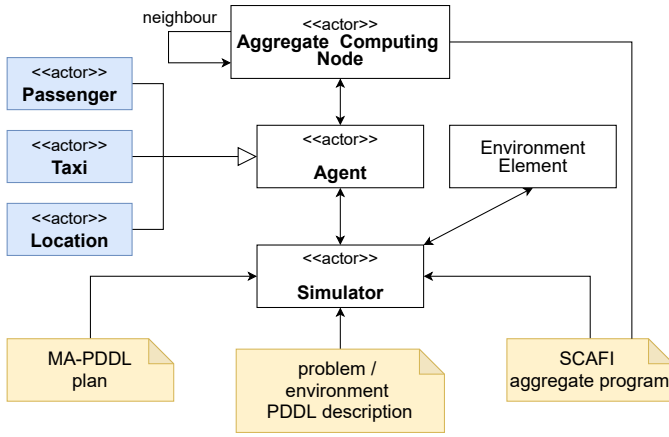 neighbour
<<actor>>
Aggregate Computing
Node
<<actor>>
Passenger
<<actor>>
Taxi
<<actor>>
Agent
Environment
Element
<<actor>>
Location
<<actor>>
Simulator
MA-PDDL
plan
problem /
environment
PDDL description
SCAFI
aggregate program